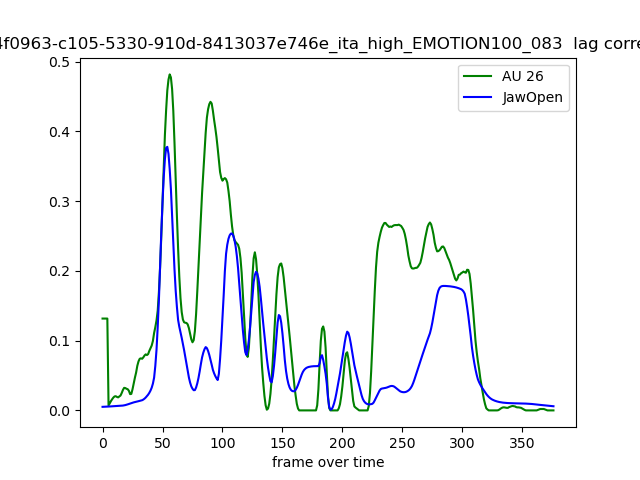 4f0963-c105-5330-910d-8413037e746e_ita_high_EMOTION100_083 lag corre
0.5
AU 26
JawOpen
0.4
0.3
0.2
0.1
0.0
0 50 100 150 200 250 300 350
frame over time